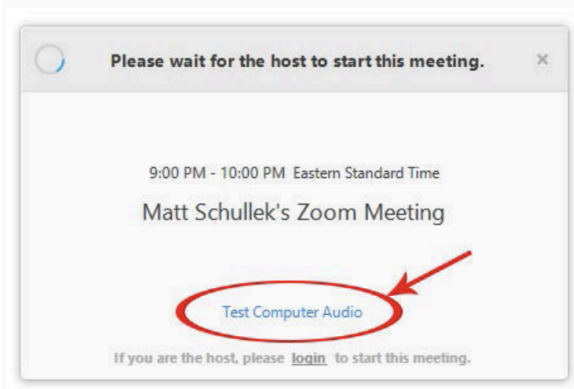 Please wait for the host to start this meeting.
×
9:00 PM - 10:00 PM Eastern Standard Time
Matt Schullek's Zoom Meeting
Test Computer Audio
If you are the host, please login to start this meeting.